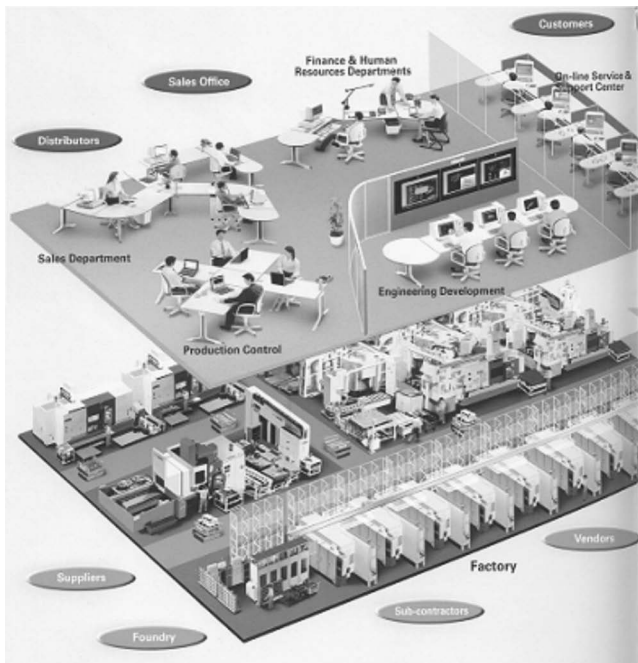 Customers
Finance & Human
Resources Departments
Sales Office
On-line Service &
Support Center
Distributors
Sales Department
Engineering Development
Production Control
Vendors
Factory
Suppliers
Sub-contractors
Foundry